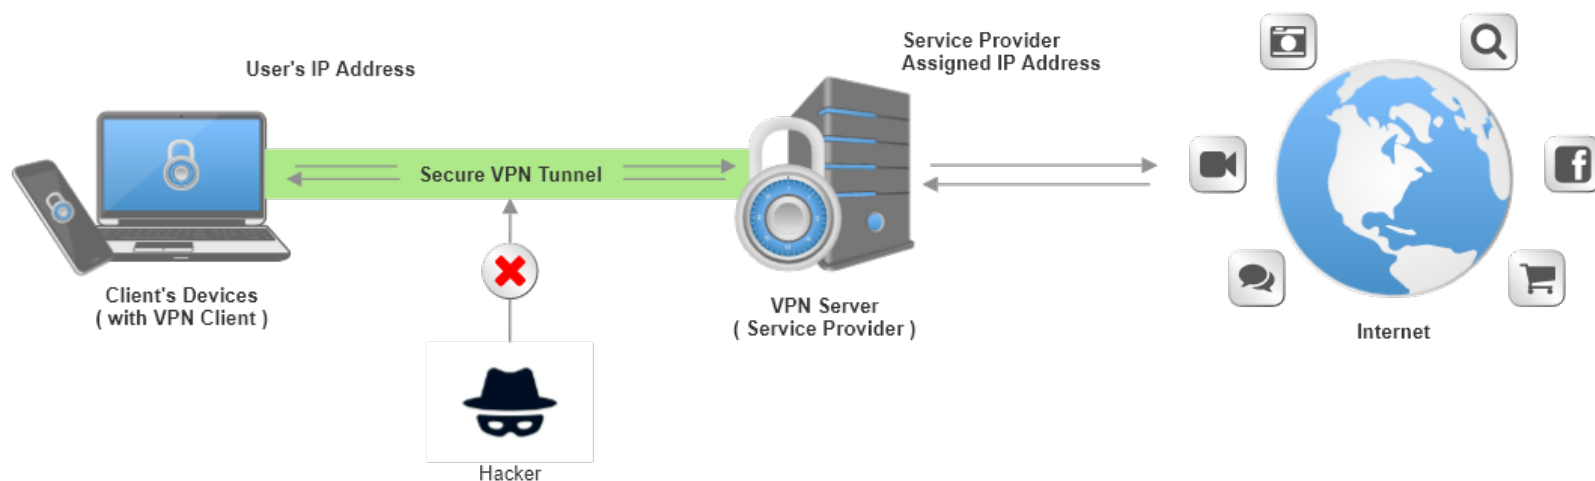 Service Provider
Assigned IP Address
User's IP Address
Secure VPN Tunnel
Client's Devices
( with VPN Client )
VPN Server
( Service Provider )
Internet
Hacker